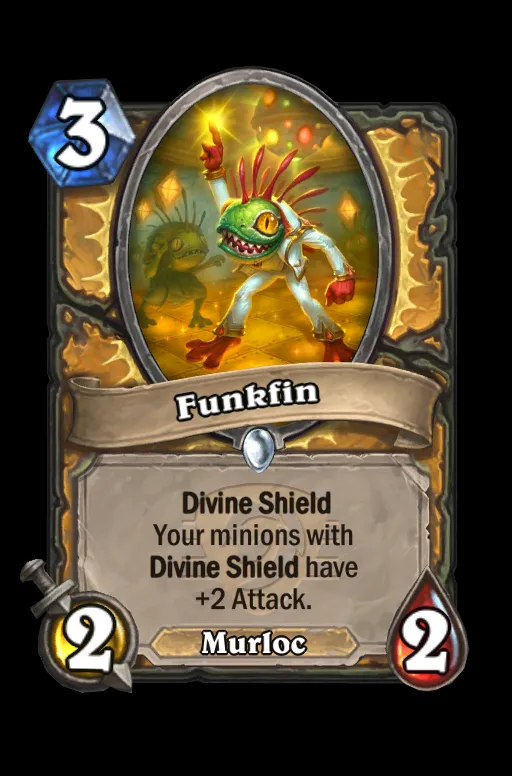 3
Funkfin
Divine Shield
Your minions with
Divine Shield have
+2 Attack.
2
Murloc
2